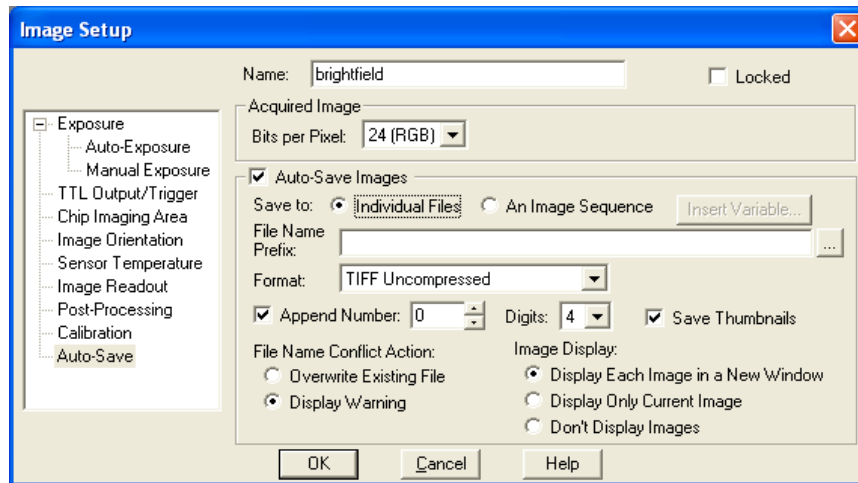 Image Setup
Name: brightfield Locked
Acquired Image
Bits per Pixel: 24 (RGB)
Exposure
Auto-Exposure
Manual Exposure
TTL Output/Trigger
Chip Imaging Area
Image Orientation
Sensor Temperature
Image Readout
Post-Processing
Calibration
Auto-Save
Auto-Save Images
Save to: Individual Files An Image Sequence Insert Variable...
File Name
Prefix: ...
Format: TIFF Uncompressed
Append Number: 0 Digits: 4 Save Thumbnails
File Name Conflict Action:
Overwrite Existing File
Display Warning
Image Display:
Display Each Image in a New Window
Display Only Current Image
Don't Display Images
OK Cancel Help